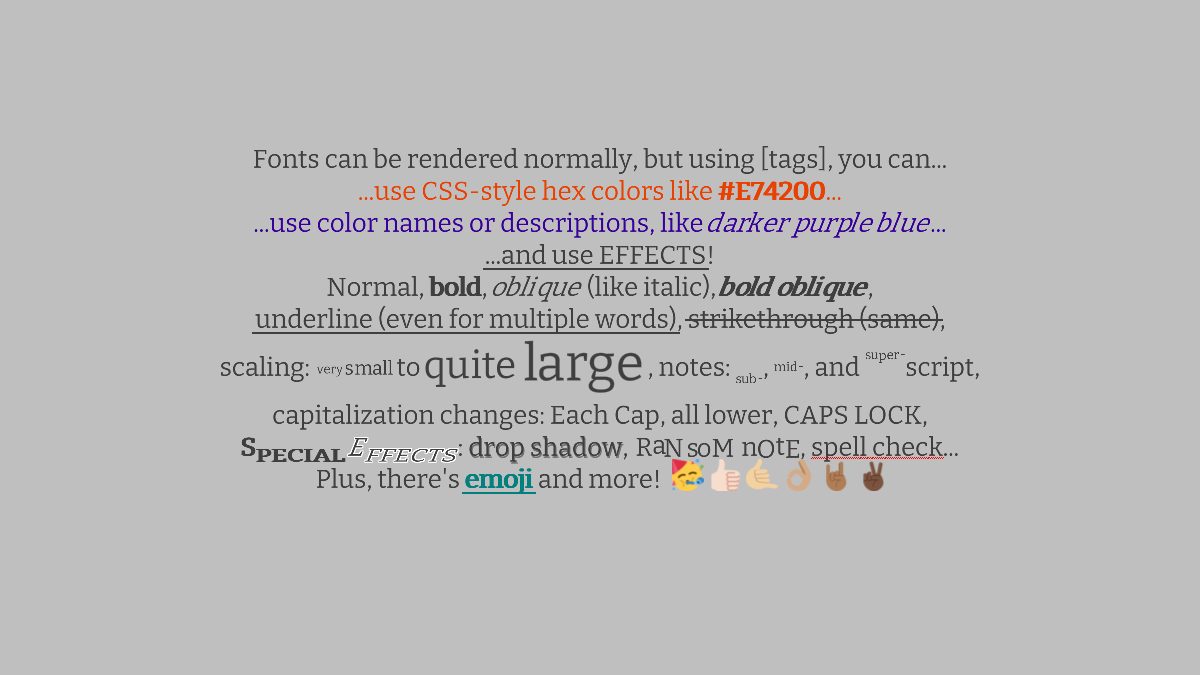 Fonts can be rendered normally, but using [tags], you can...
...use CSS-style hex colors like #E74200...
...use color names or descriptions, like darker purple blue...
...and use EFFECTS!
Normal, bold, oblique (like italic), bold oblique,
underline (even for multiple words), strikethrough (same),
scaling: very small to quite large, notes: sub-, mid-, and super-script,
capitalization changes: Each Cap, all lower, CAPS LOCK,
SPECIAL EFFECTS: drop shadow, RaNsoM nOtE, spell check...
Plus, there's emoji and more! 🥳👍🏻🤙🏼👌🏽🤘🏾✌🏿